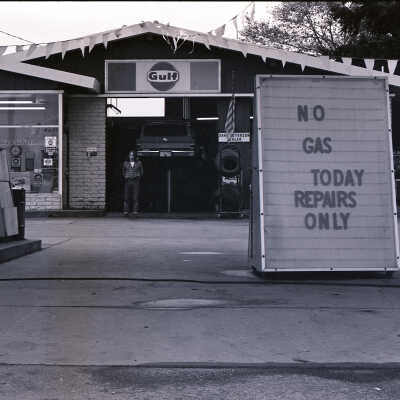 Gulf
NO
GAS
TODAY
REPAIRS
ONLY